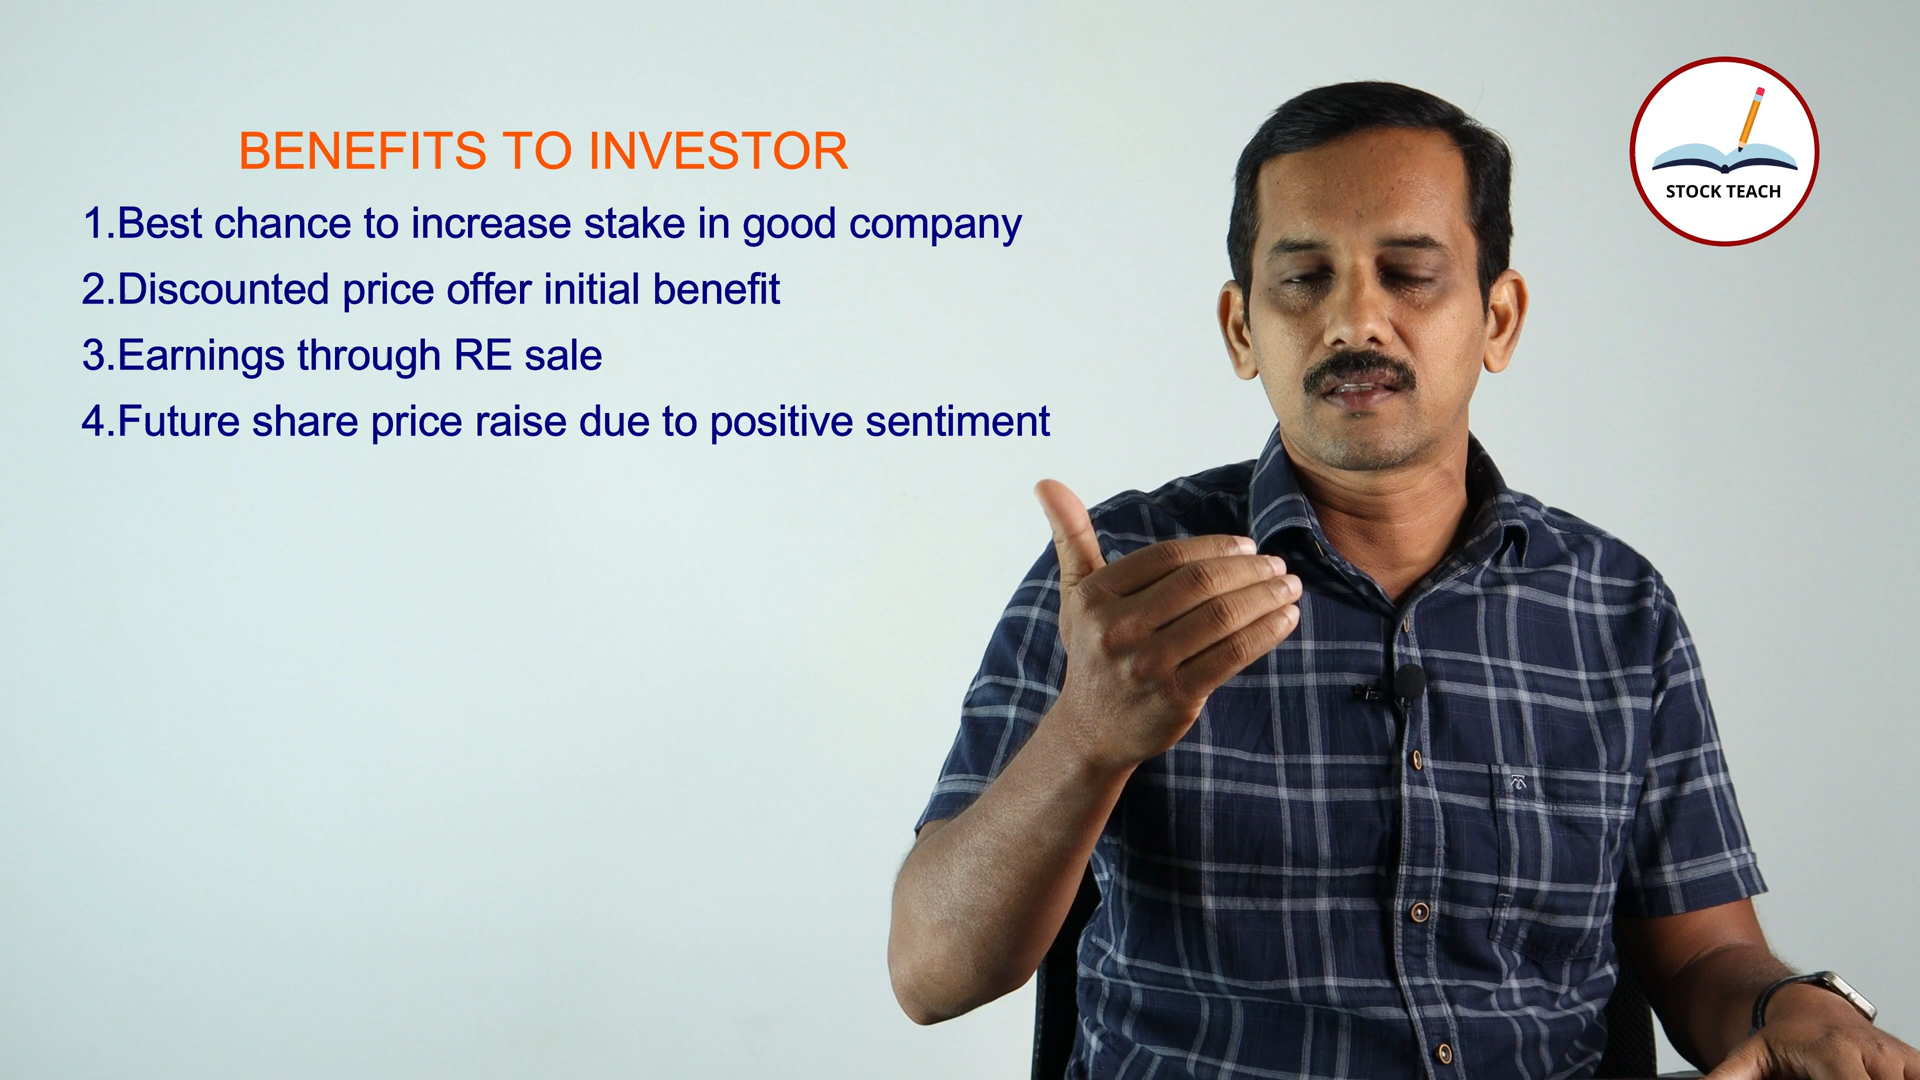 BENEFITS TO INVESTOR
1.Best chance to increase stake in good company
2.Discounted price offer initial benefit
3.Earnings through RE sale
4.Future share price raise due to positive sentiment
STOCK TEACH